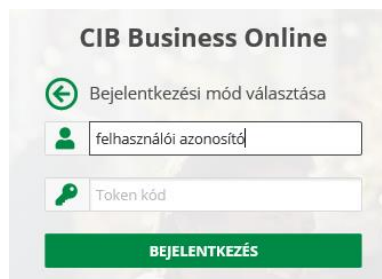 CIB Business Online
Bejelentkezési mód választása
felhasználói azonosító
Token kód
BEJELENTKEZÉS